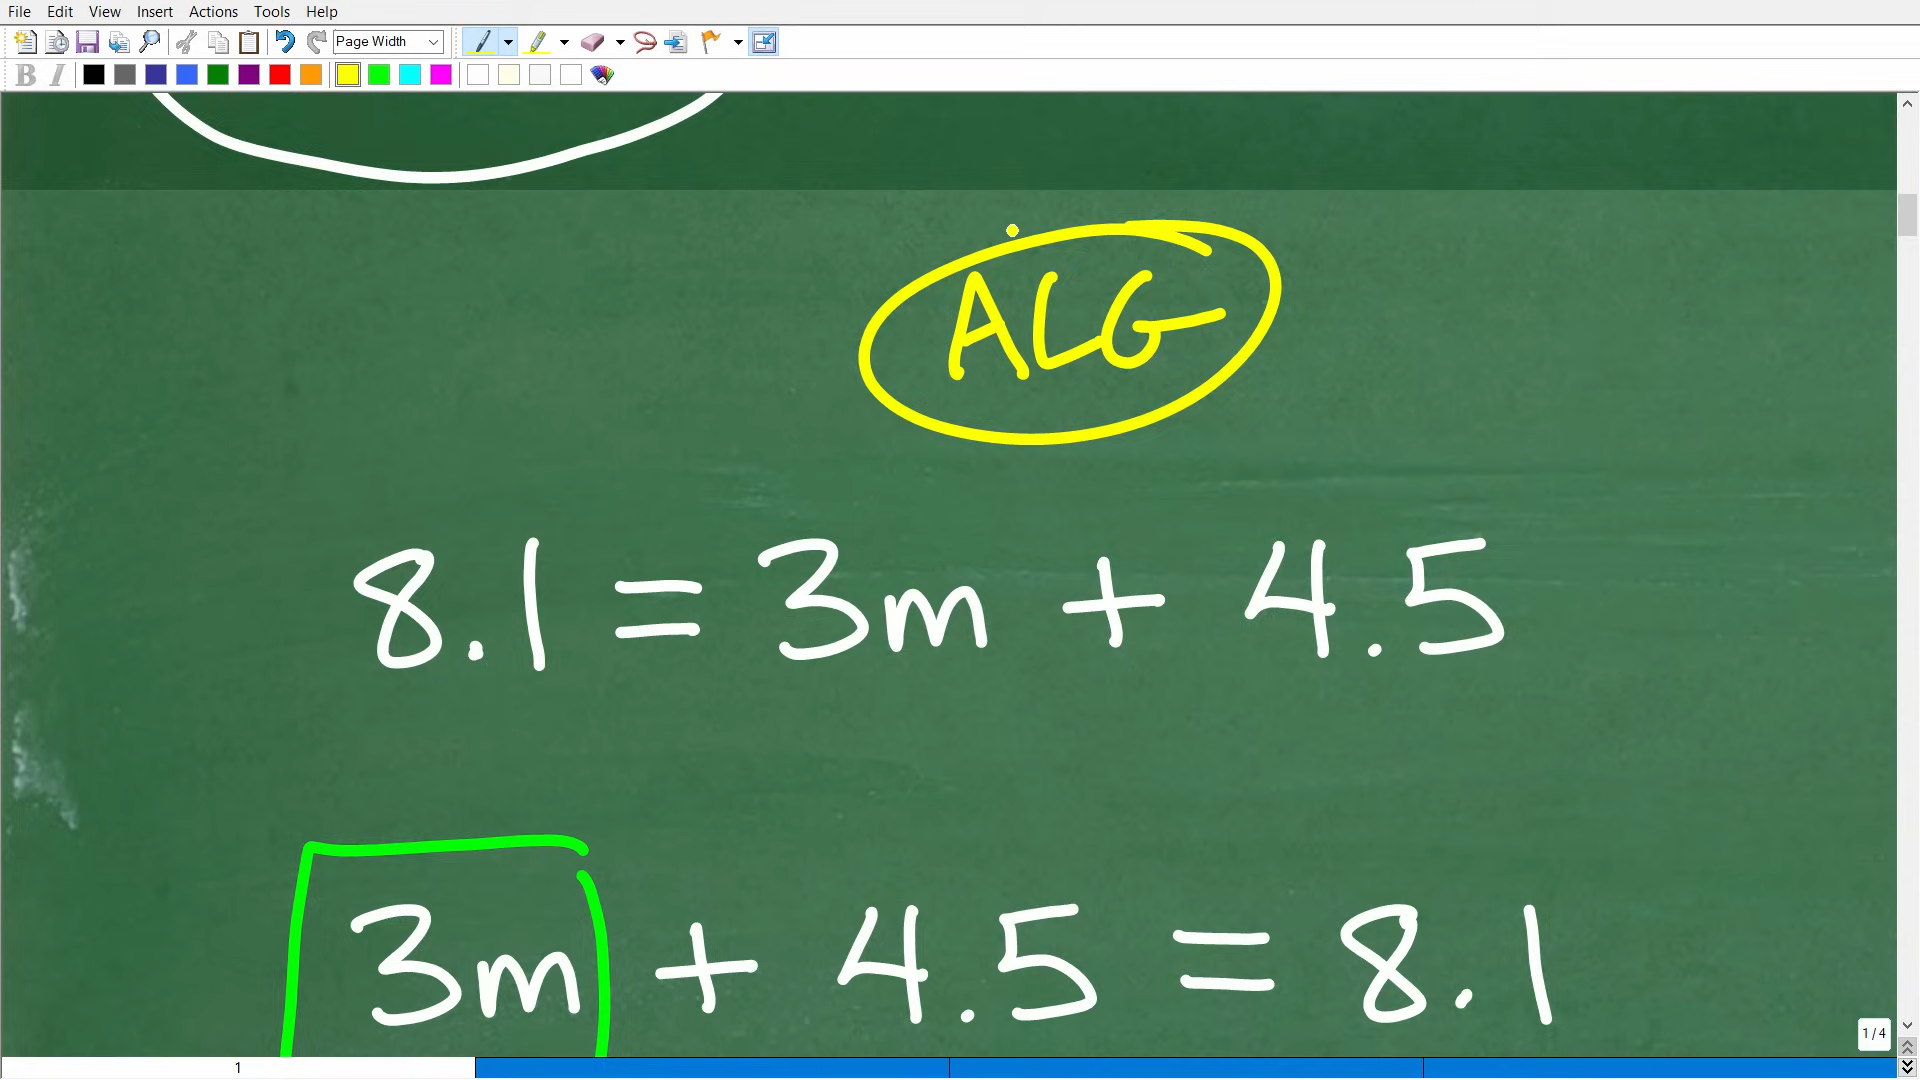 File Edit View Insert Actions Tools Help
Page Width
B I
ALG
8.1 = 3m + 4.5
3m + 4.5 = 8.1
1 / 4
1